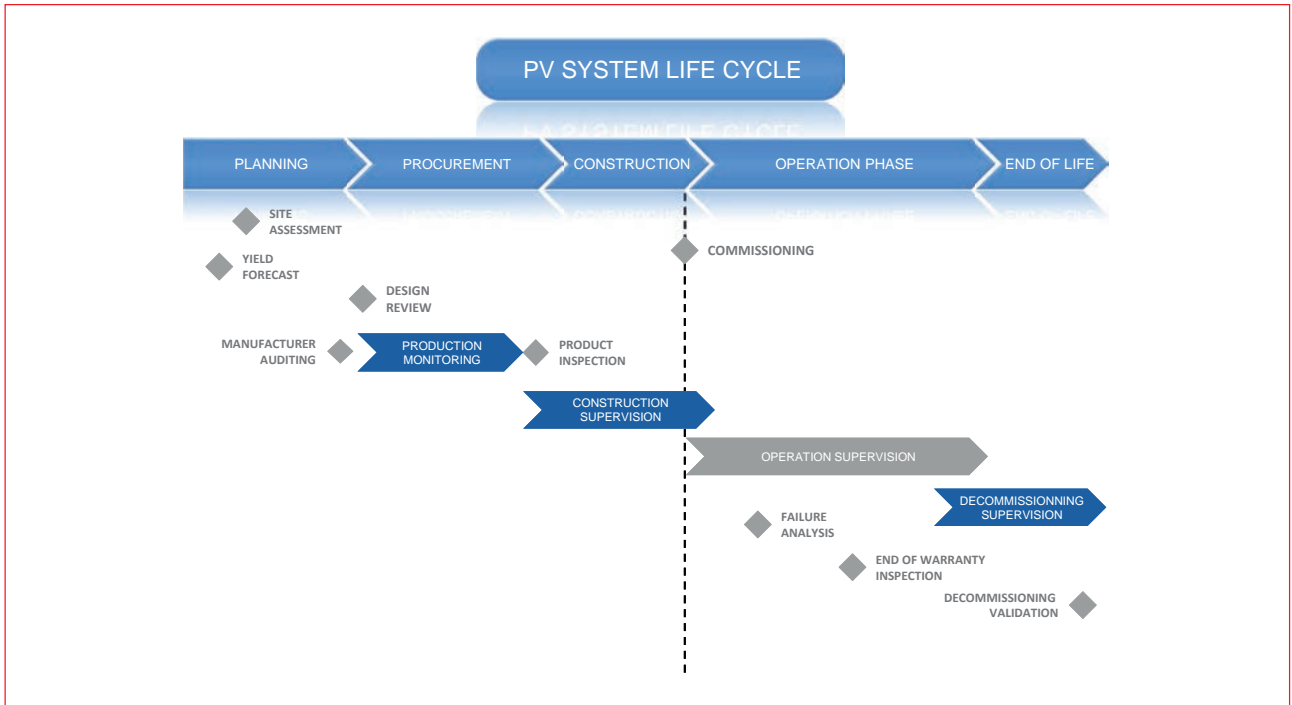 PV SYSTEM LIFE CYCLE
PLANNING
PROCUREMENT
CONSTRUCTION
OPERATION PHASE
END OF LIFE
SITE
ASSESSMENT
COMMISSIONING
YIELD
FORECAST
DESIGN
REVIEW
MANUFACTURER
AUDITING
PRODUCTION
MONITORING
PRODUCT
INSPECTION
CONSTRUCTION
SUPERVISION
OPERATION SUPERVISION
DECOMMISSIONNING
SUPERVISION
FAILURE
ANALYSIS
END OF WARRANTY
INSPECTION
DECOMMISSIONING
VALIDATION